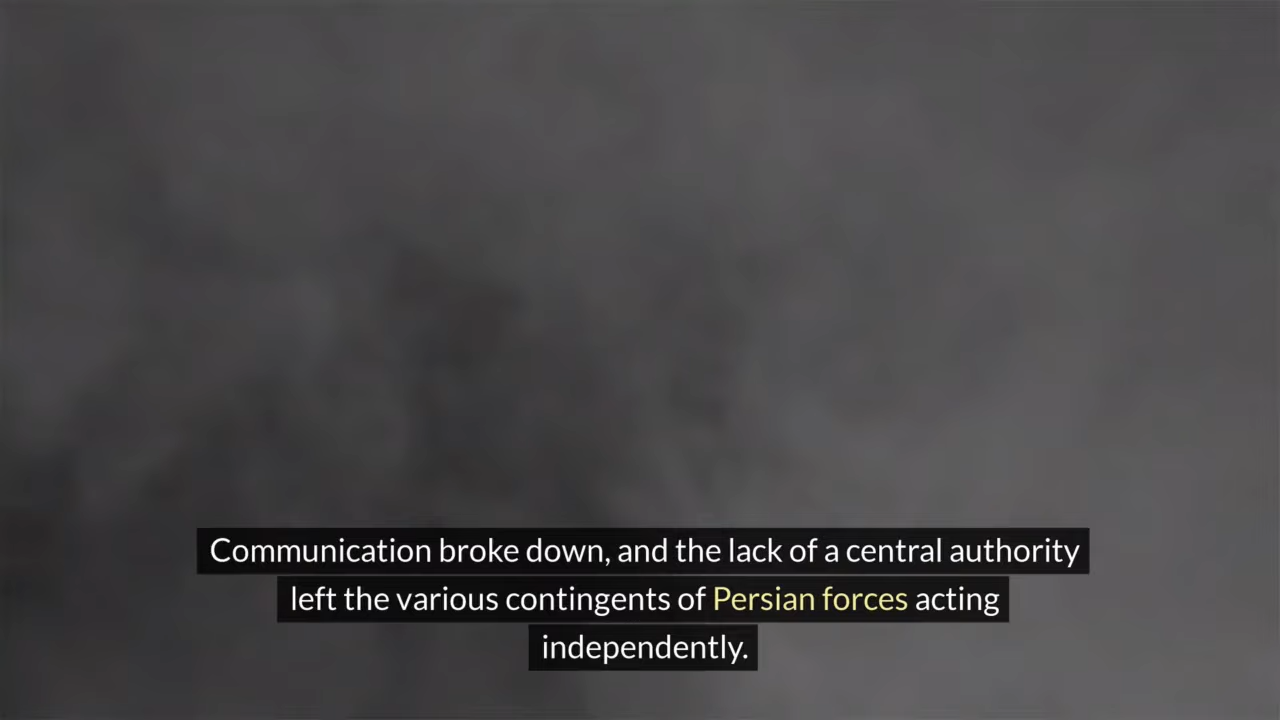 Communication broke down, and the lack of a central authority
left the various contingents of Persian forces acting
independently.